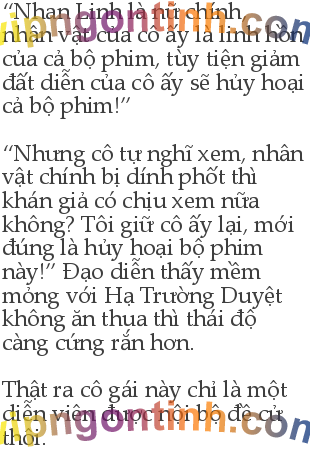 “Nhan Linh là nữ chính
nhân vật của cô ấy là linh hồn
của cả bộ phim, tùy tiện giảm
đất diễn của cô ấy sẽ hủy hoại
cả bộ phim!”
“Nhưng cô tự nghĩ xem, nhân
vật chính bị dính phốt thì
khán giả có chịu xem nữa
không? Tôi giữ cô ấy lại, mới
đúng là hủy hoại bộ phim
này!” Đạo diễn thấy mềm
mỏng với Hạ Trường Duyệt
không ăn thua thì thái độ
càng cứng rắn hơn.
Thật ra cô gái này chỉ là một
diễn viên được nội bộ đề cử
thôi.